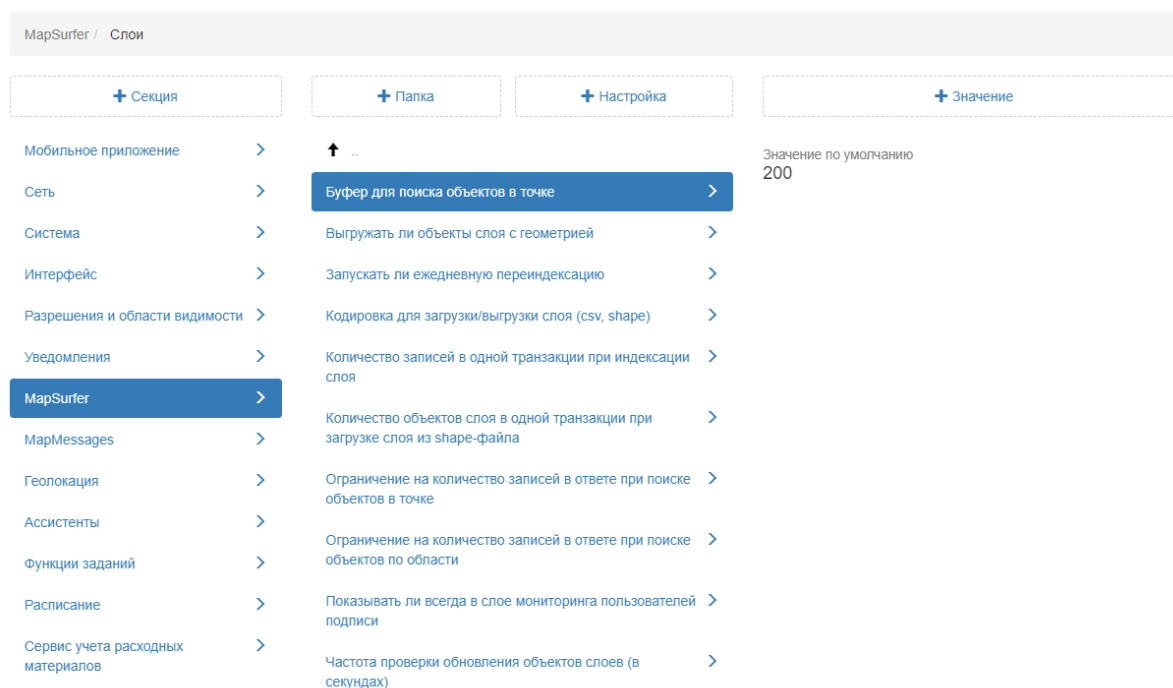 MapSurfer / Слои
+ Секция
+ Папка
+ Настройка
+ Значение
Мобильное приложение
Сеть
Система
Интерфейс
Разрешения и области видимости
Уведомления
MapSurfer
MapMessages
Геолокация
Ассистенты
Функции заданий
Расписание
Сервис учета расходных
материалов
..
Буфер для поиска объектов в точке
Выгружать ли объекты слоя с геометрией
Запускать ли ежедневную переиндексацию
Кодировка для загрузки/выгрузки слоя (csv, shape)
Количество записей в одной транзакции при индексации
слоя
Количество объектов слоя в одной транзакции при
загрузке слоя из shape-файла
Ограничение на количество записей в ответе при поиске
объектов в точке
Ограничение на количество записей в ответе при поиске
объектов по области
Показывать ли всегда в слое мониторинга пользователей
подписи
Частота проверки обновления объектов слоев (в
секундах)
Значение по умолчанию
200